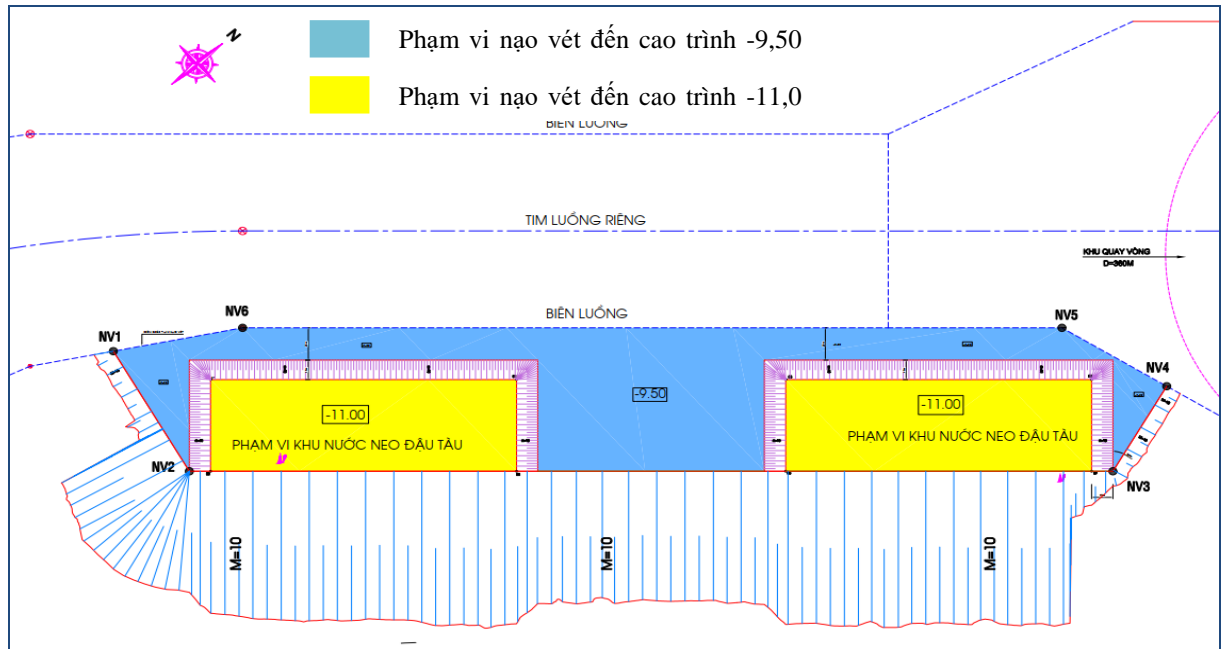 N
Phạm vi nạo vét đến cao trình -9,50
Phạm vi nạo vét đến cao trình -11,0
BIÊN LUỒNG
TIM LUỒNG RIÊNG
KHU QUAY VÒNG
D=360M
NV6
BIÊN LUỒNG
NV5
NV1
NV4
-9.50
-11.00
-11.00
PHẠM VI KHU NƯỚC NEO ĐẬU TÀU
PHẠM VI KHU NƯỚC NEO ĐẬU TÀU
NV2
NV3
M=10
M=10
M=10